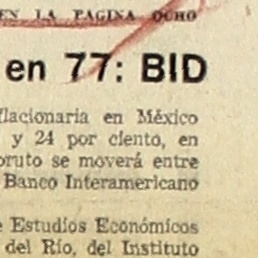 EN LA PAGINA OCHO
en 77: BID
flacionaria en México
y 24 por ciento, en
bruto se moverá entre
Banco Interamericano
Estudios Económicos
del Río, del Instituto